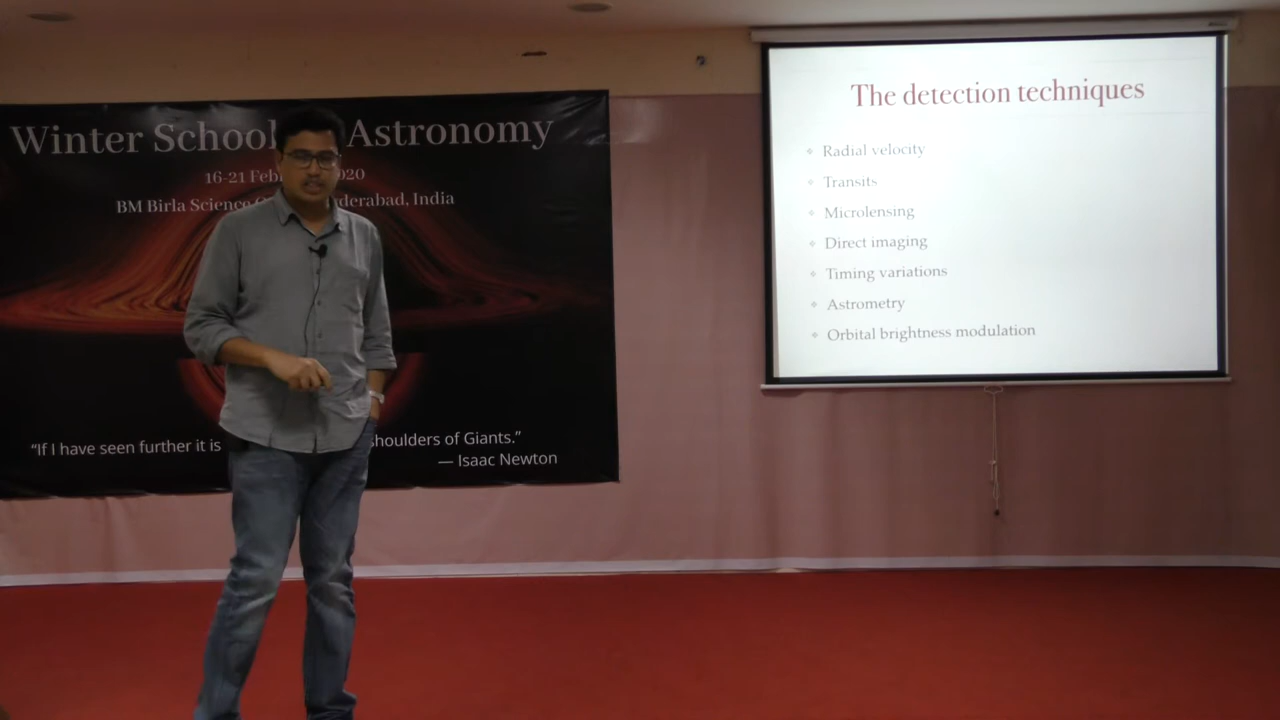 Winter School Astronomy
16-21 Feb 2020
BM Birla Science Hyderabad, India
“If I have seen further it is shoulders of Giants.”
— Isaac Newton
The detection techniques
Radial velocity
Transits
Microlensing
Direct imaging
Timing variations
Astrometry
Orbital brightness modulation